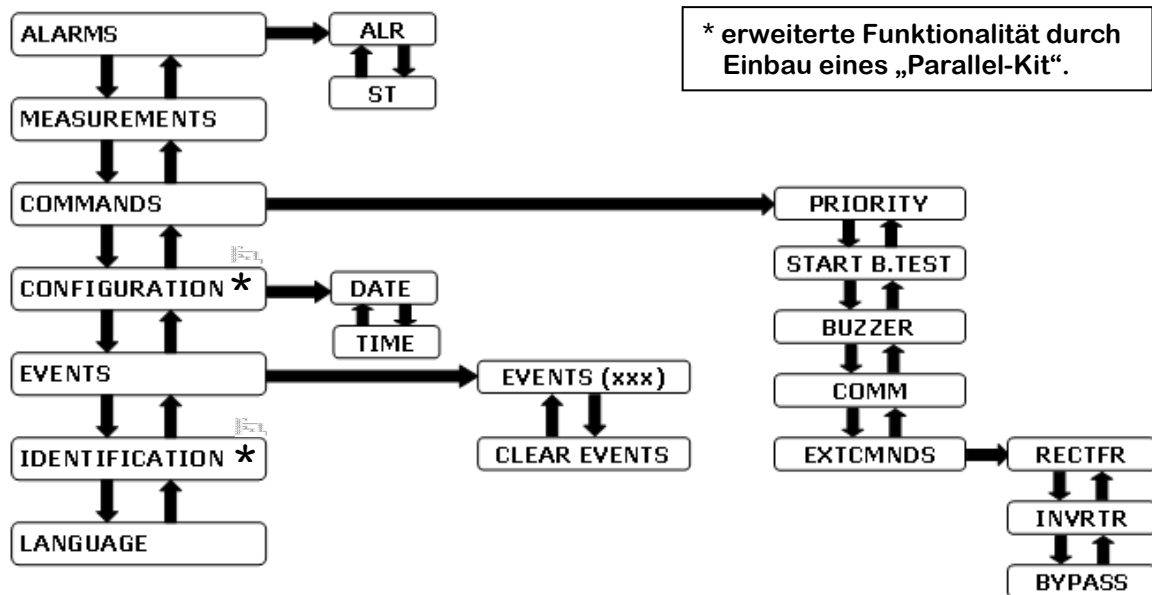 ALARMS
ALR
ST
* erweiterte Funktionalität durch
Einbau eines „Parallel-Kit“.
MEASUREMENTS
COMMANDS
PRIORITY
START B.TEST
BUZZER
COMM
EXTCMNDS
RECTFR
INVRTR
BYPASS
CONFIGURATION *
DATE
TIME
EVENTS
EVENTS (xxx)
CLEAR EVENTS
IDENTIFICATION *
LANGUAGE